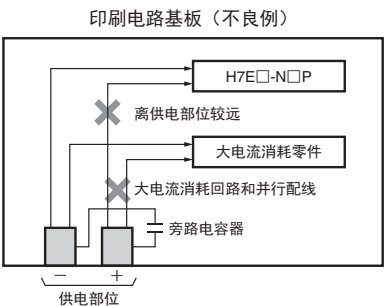 印刷电路基板（不良例）
H7E□-N□P
离供电部位较远
大电流消耗零件
大电流消耗回路和并行配线
旁路电容器
－ ＋
供电部位